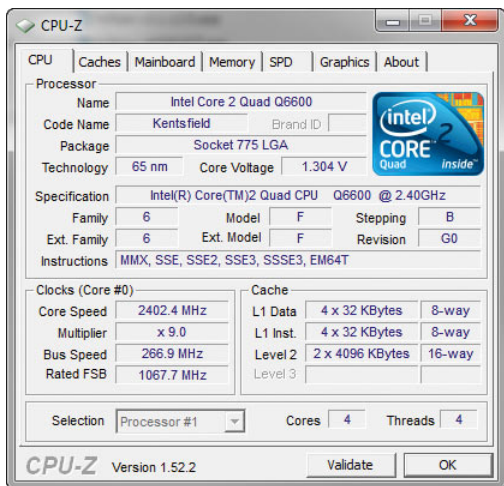 CPU-Z
CPU Caches Mainboard Memory SPD Graphics About
Processor
Name Intel Core 2 Quad Q6600
Code Name Kentsfield Brand ID
Package Socket 775 LGA
Technology 65 nm Core Voltage 1.304 V
(intel) CORE 2 Quad inside™
Specification Intel(R) Core(TM)2 Quad CPU Q6600 @ 2.40GHz
Family 6 Model F Stepping B
Ext. Family 6 Ext. Model F Revision G0
Instructions MMX, SSE, SSE2, SSE3, SSSE3, EM64T
Clocks (Core #0)
Core Speed 2402.4 MHz
Multiplier x 9.0
Bus Speed 266.9 MHz
Rated FSB 1067.7 MHz
Cache
L1 Data 4 x 32 KBytes 8-way
L1 Inst. 4 x 32 KBytes 8-way
Level 2 2 x 4096 KBytes 16-way
Level 3
Selection Processor #1 Cores 4 Threads 4
CPU-Z Version 1.52.2 Validate OK